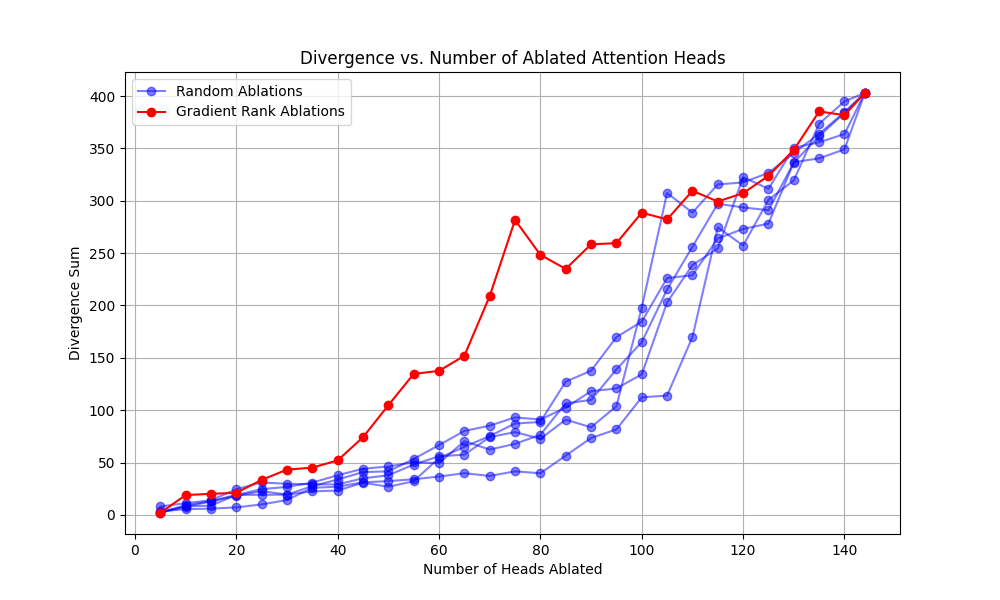 Divergence vs. Number of Ablated Attention Heads
Random Ablations
Gradient Rank Ablations
Divergence Sum
400
350
300
250
200
150
100
50
0
0 20 40 60 80 100 120 140
Number of Heads Ablated